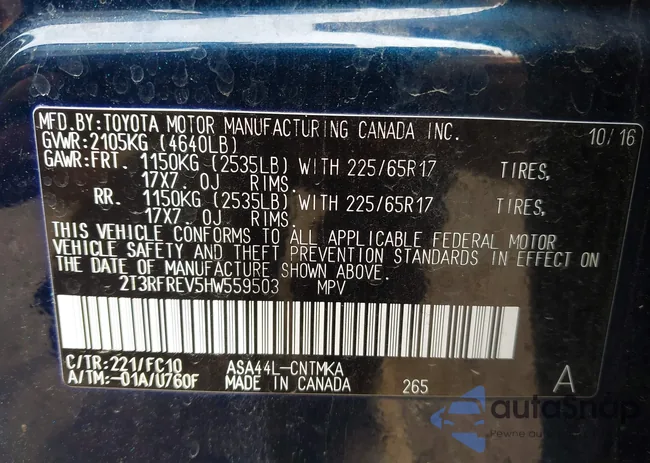 MFD.BY:TOYOTA MOTOR MANUFACTURING CANADA INC. 10/16
GVWR:2105KG (4640LB)
GAWR:FRT. 1150KG (2535LB) WITH 225/65R17 TIRES,
17X7.0J RIMS.
RR. 1150KG (2535LB) WITH 225/65R17 TIRES,
17X7.0J RIMS.
THIS VEHICLE CONFORMS TO ALL APPLICABLE FEDERAL MOTOR
VEHICLE SAFETY AND THEFT PREVENTION STANDARDS IN EFFECT ON
THE DATE OF MANUFACTURE SHOWN ABOVE.
2T3RFREV5HW559503 MPV
C/TR:221/FC10 ASA44L-CNTMKA
A/TM:-01A/U760F MADE IN CANADA 265 A
autoSnap
Pewne auto